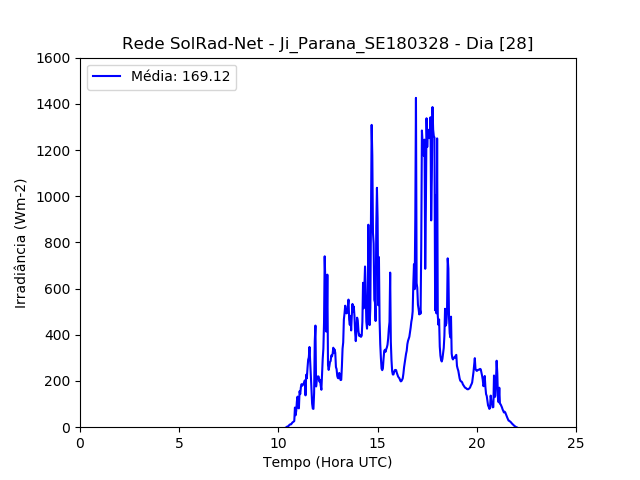 Rede SolRad-Net - Ji_Parana_SE180328 - Dia [28]
Média: 169.12
1600
1400
1200
1000
800
600
400
200
0
Irradiância (Wm-2)
0 5 10 15 20 25
Tempo (Hora UTC)